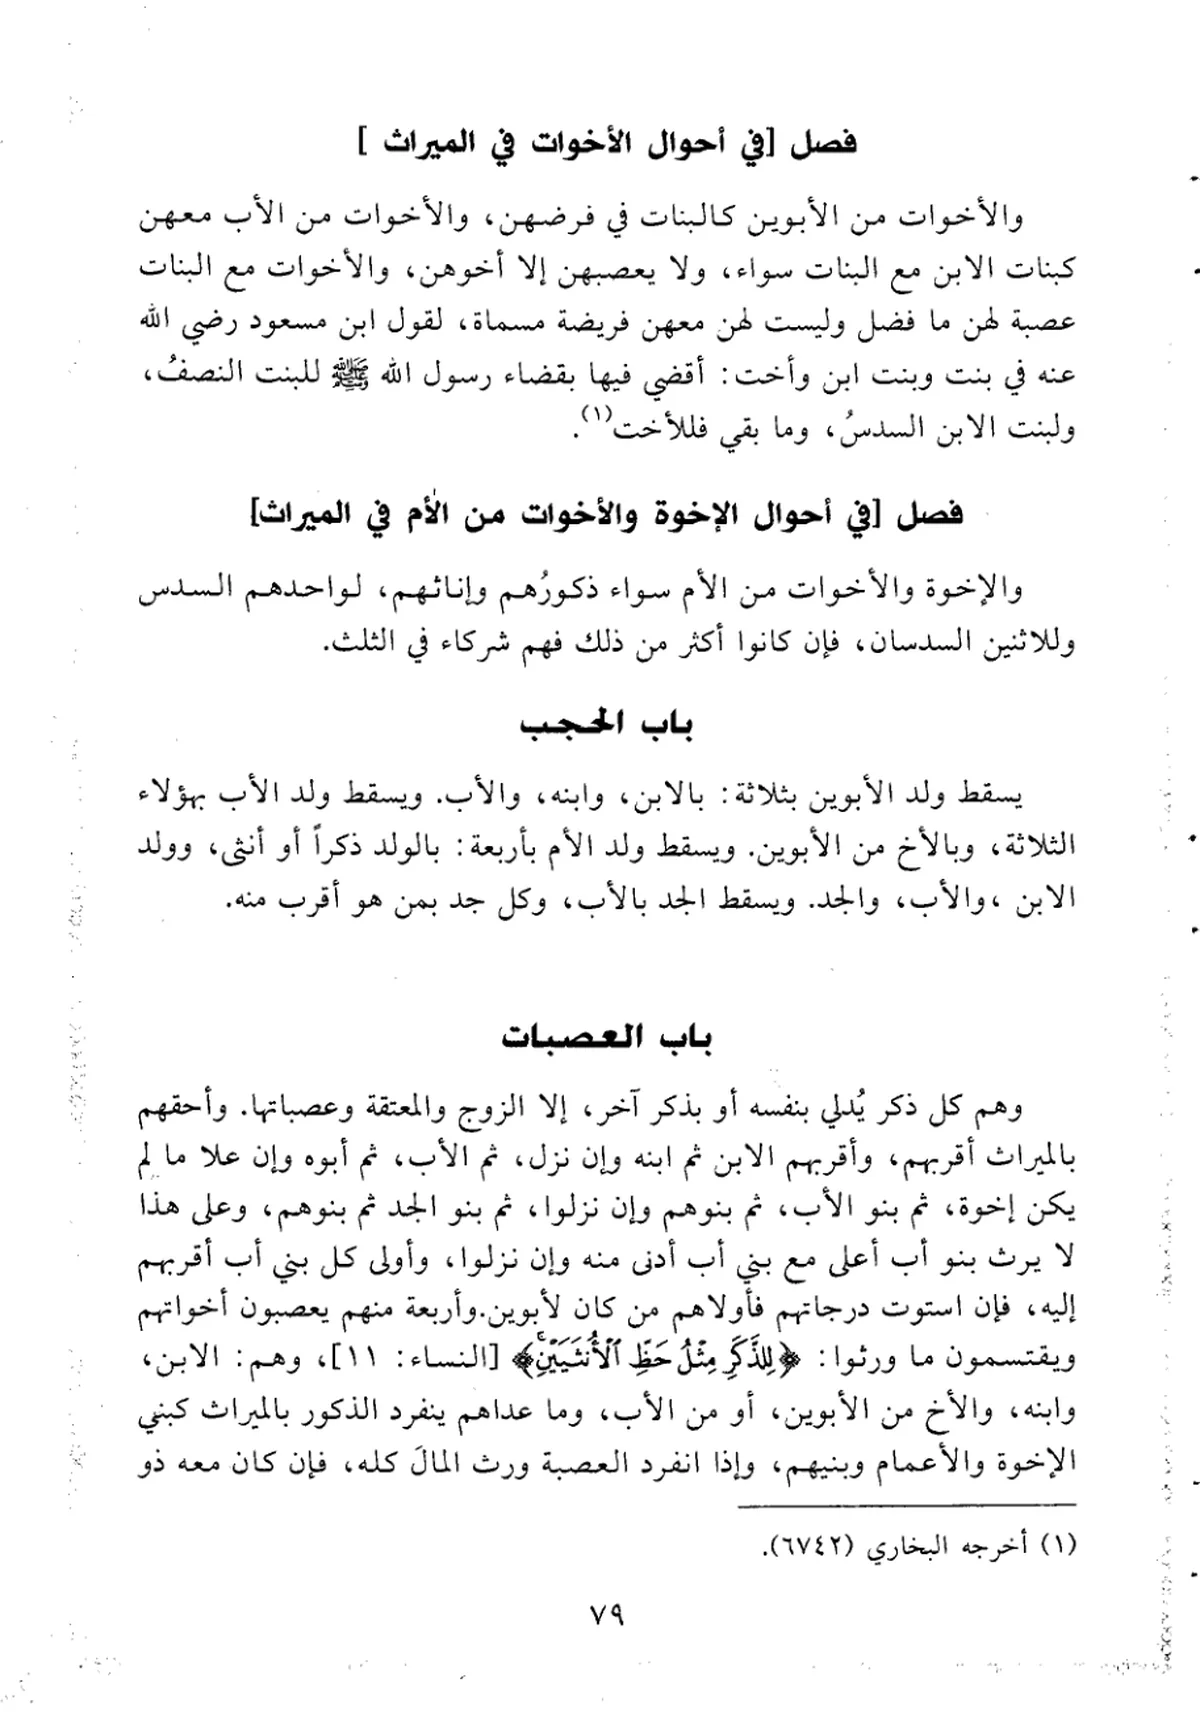 فصل [في أحوال الأخوات في الميراث ]
والأخوات من الأبوين كالبنات في فرضهن، والأخوات من الأب معهن
كبنات الابن مع البنات سواء، ولا يعصبهن إلا أخوهن، والأخوات مع البنات
عصبة لهن ما فضل وليست لهن معهن فريضة مسماة، لقول ابن مسعود رضي الله
عنه في بنت وبنت ابن وأخت: أقضي فيها بقضاء رسول الله ﷺ للبنت النصفُ،
ولبنت الابن السدسُ، وما بقي فللأخت(١).
فصل [في أحوال الإخوة والأخوات من الأم في الميراث]
والإخوة والأخوات من الأم سواء ذكورُهم وإناثهم، لواحدهم السدس
وللاثنين السدسان، فإن كانوا أكثر من ذلك فهم شركاء في الثلث.
باب الحجب
يسقط ولد الأبوين بثلاثة: بالابن، وابنه، والأب. ويسقط ولد الأب بهؤلاء
الثلاثة، وبالأخ من الأبوين. ويسقط ولد الأم بأربعة: بالولد ذكراً أو أنثى، وولد
الابن ،والأب، والجد. ويسقط الجد بالأب، وكل جد بمن هو أقرب منه.
باب العصبات
وهم كل ذكر يُدلي بنفسه أو بذكر آخر، إلا الزوج والمعتقة وعصباتها. وأحقهم
بالميراث أقربهم، وأقربهم الابن ثم ابنه وإن نزل، ثم الأب، ثم أبوه وإن علا ما لم
يكن إخوة، ثم بنو الأب، ثم بنوهم وإن نزلوا، ثم بنو الجد ثم بنوهم، وعلى هذا
لا يرث بنو أب أعلى مع بني أب أدنى منه وإن نزلوا، وأولى كل بني أب أقربهم
إليه، فإن استوت درجاتهم فأولاهم من كان لأبوين.وأربعة منهم يعصبون أخواتهم
ويقتسمون ما ورثوا: ﴿لِلذَّكَرِ مِثْلُ حَظِّ ٱلْأُنثَيَيْنِۚ﴾ [النساء: ١١]، وهم: الابن،
وابنه، والأخ من الأبوين، أو من الأب، وما عداهم ينفرد الذكور بالميراث كبني
الإخوة والأعمام وبنيهم، وإذا انفرد العصبة ورث المالَ كله، فإن كان معه ذو
(١) أخرجه البخاري (٦٧٤٢).
٧٩